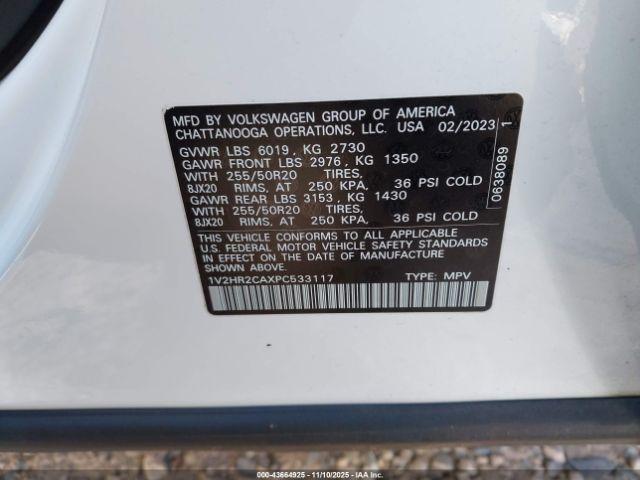 MFD BY VOLKSWAGEN GROUP OF AMERICA
CHATTANOOGA OPERATIONS, LLC. USA 02/2023
GVWR LBS 6019, KG 2730
GAWR FRONT LBS 2976, KG 1350
WITH 255/50R20 TIRES,
8JX20 RIMS, AT 250 KPA, 36 PSI COLD
GAWR REAR LBS 3153, KG 1430
WITH 255/50R20 TIRES,
8JX20 RIMS, AT 250 KPA, 36 PSI COLD
THIS VEHICLE CONFORMS TO ALL APPLICABLE
U.S. FEDERAL MOTOR VEHICLE SAFETY STANDARDS
IN EFFECT ON THE DATE OF MANUFACTURE
SHOWN ABOVE.
1V2HR2CAXPC533117 TYPE: MPV
0638089 1
000-43664925 - 11/10/2025 - IAAI, Inc.